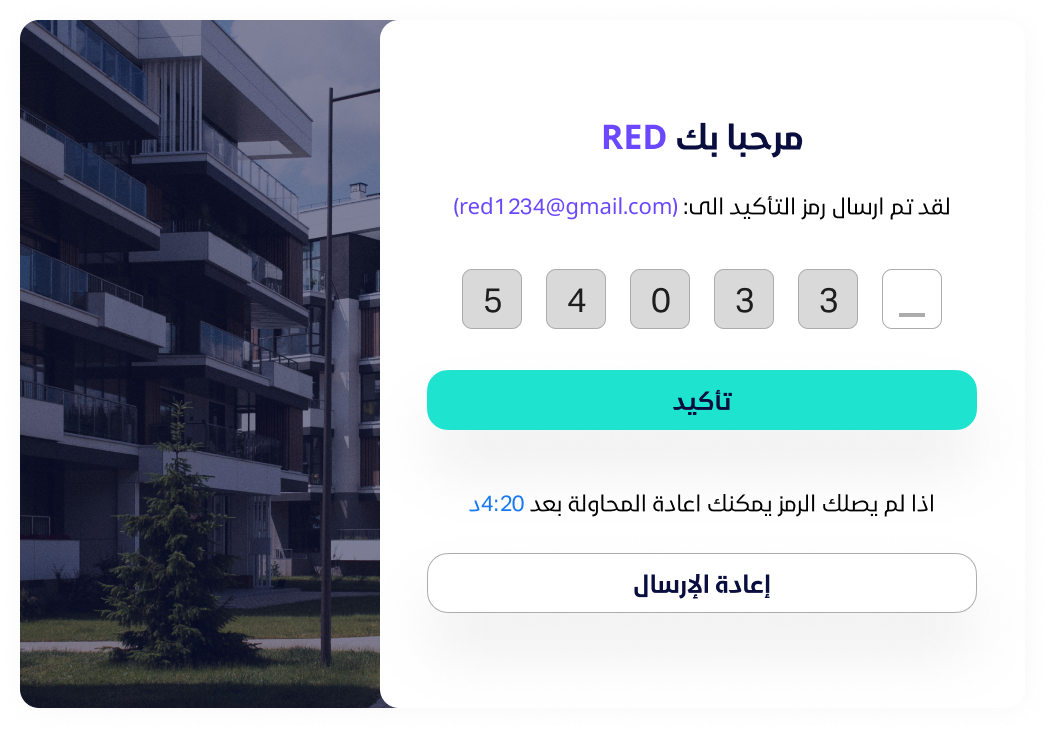 مرحبا بك RED
لقد تم ارسال رمز التأكيد الى: (red1234@gmail.com)
5 4 0 3 3 _
تأكيد
اذا لم يصلك الرمز يمكنك اعادة المحاولة بعد 4:20د
إعادة الإرسال